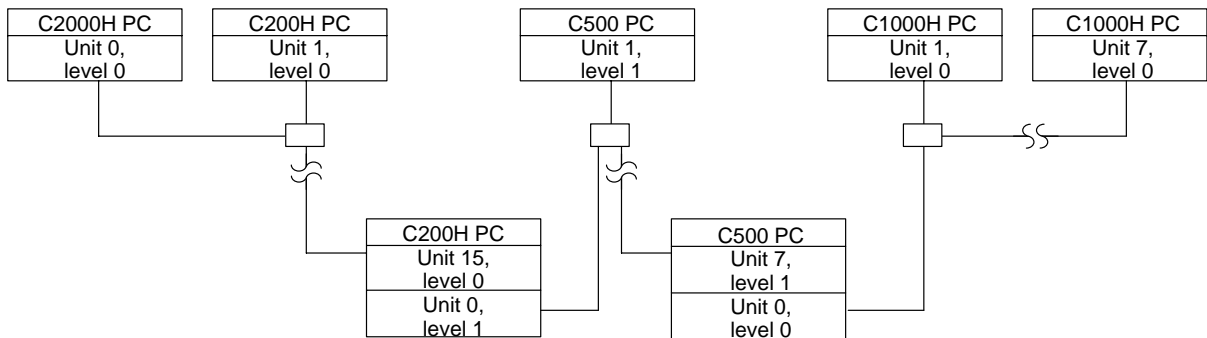 C2000H PC
Unit 0,
level 0
C200H PC
Unit 1,
level 0
C500 PC
Unit 1,
level 1
C1000H PC
Unit 1,
level 0
C1000H PC
Unit 7,
level 0
C200H PC
Unit 15,
level 0
Unit 0,
level 1
C500 PC
Unit 7,
level 1
Unit 0,
level 0